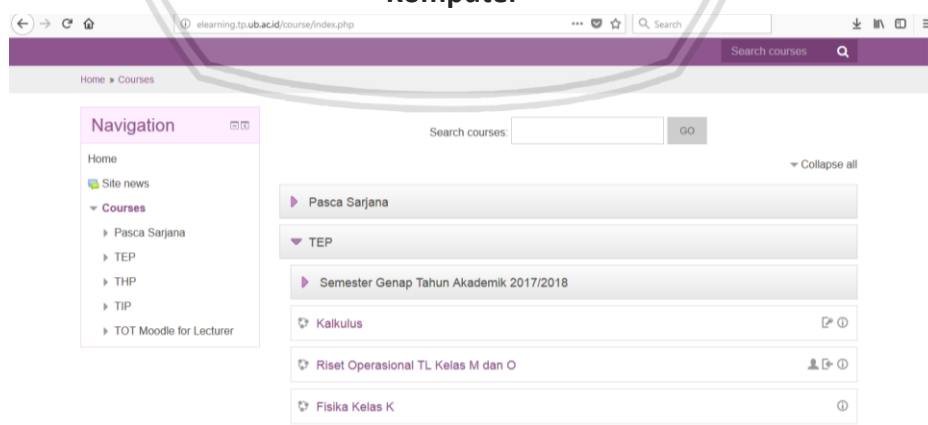 Komputer
elearning.tp.ub.ac.id/course/index.php
Search
Search courses
Home » Courses
Navigation
Search courses:
GO
Home
Collapse all
Site news
Courses
Pasca Sarjana
Pasca Sarjana
TEP
TEP
THP
Semester Genap Tahun Akademik 2017/2018
TIP
TOT Moodle for Lecturer
Kalkulus
Riset Operasional TL Kelas M dan O
Fisika Kelas K